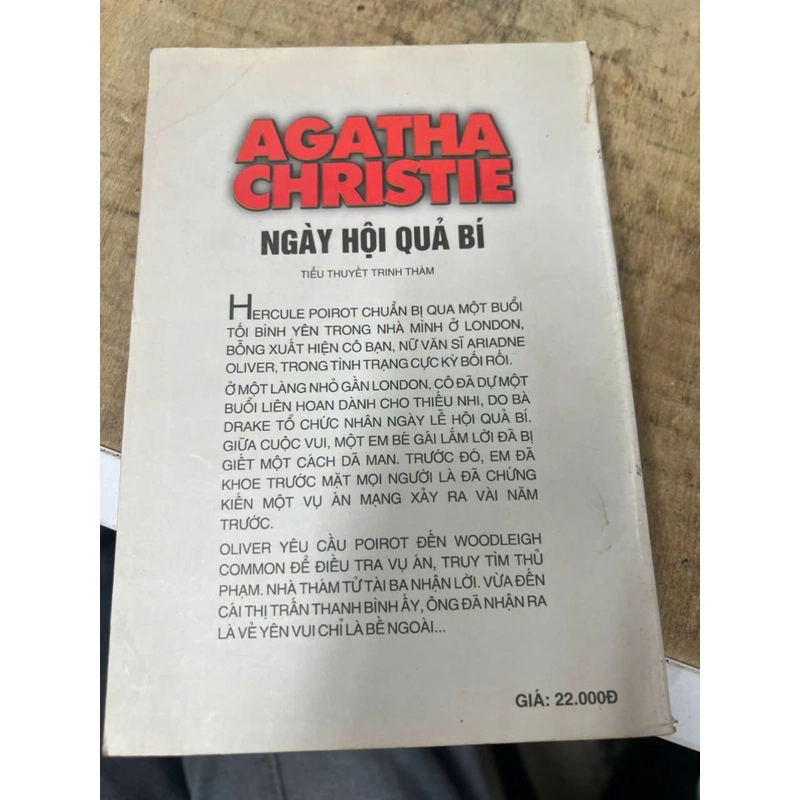 AGATHA
CHRISTIE
NGÀY HỘI QUẢ BÍ
TIỂU THUYẾT TRINH THÁM
HERCULE POIROT CHUẨN BỊ QUA MỘT BUỔI
TỐI BÌNH YÊN TRONG NHÀ MÌNH Ở LONDON,
BỖNG XUẤT HIỆN CÔ BẠN, NỮ VĂN SĨ ARIADNE
OLIVER, TRONG TÌNH TRẠNG CỰC KỲ BỐI RỐI.
Ở MỘT LÀNG NHỎ GẦN LONDON, CÔ ĐÃ DỰ MỘT
BUỔI LIÊN HOAN DÀNH CHO THIẾU NHI, DO BÀ
DRAKE TỔ CHỨC NHÂN NGÀY LỄ HỘI QUẢ BÍ.
GIỮA CUỘC VUI, MỘT EM BÉ GÁI LẮM LỜI ĐÃ BỊ
GIẾT MỘT CÁCH DÃ MAN. TRƯỚC ĐÓ, EM ĐÃ
KHOE TRƯỚC MẶT MỌI NGƯỜI LÀ ĐÃ CHỨNG
KIẾN MỘT VỤ ÁN MẠNG XẢY RA VÀI NĂM
TRƯỚC.
OLIVER YÊU CẦU POIROT ĐẾN WOODLEIGH
COMMON ĐỂ ĐIỀU TRA VỤ ÁN, TRUY TÌM THỦ
PHẠM. NHÀ THÁM TỬ TÀI BA NHẬN LỜI. VỪA ĐẾN
CÁI THỊ TRẤN THANH BÌNH ẤY, ÔNG ĐÃ NHẬN RA
LÀ VẺ YÊN VUI CHỈ LÀ BỀ NGOÀI...
GIÁ: 22.000Đ